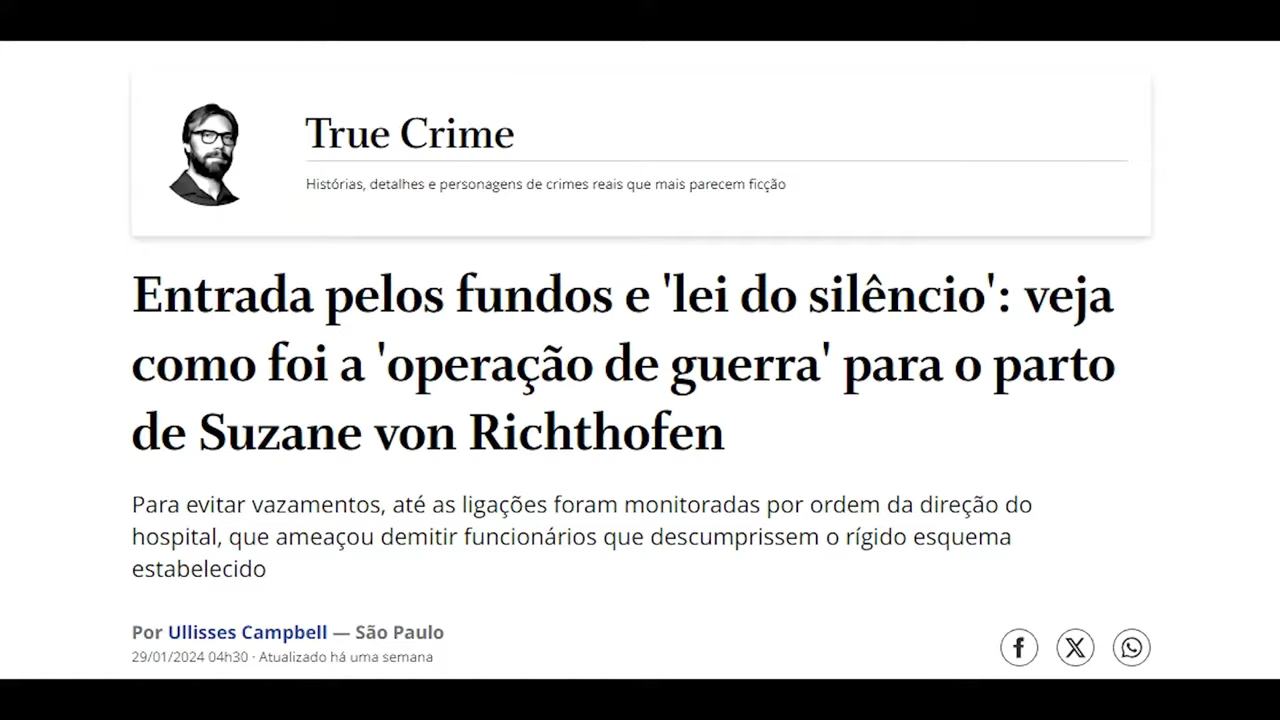 True Crime
Histórias, detalhes e personagens de crimes reais que mais parecem ficção
Entrada pelos fundos e 'lei do silêncio': veja
como foi a 'operação de guerra' para o parto
de Suzane von Richthofen
Para evitar vazamentos, até as ligações foram monitoradas por ordem da direção do
hospital, que ameaçou demitir funcionários que descumprissem o rígido esquema
estabelecido
Por Ullisses Campbell — São Paulo
29/01/2024 04h30 · Atualizado há uma semana